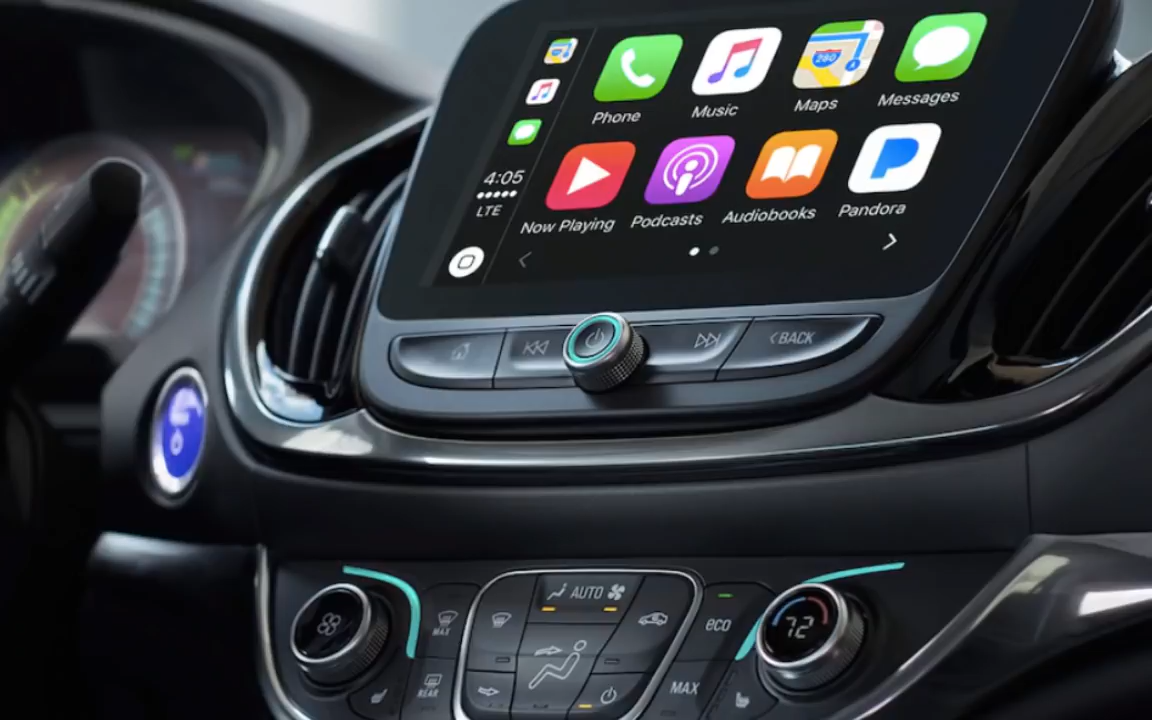 280
Phone
Music
Maps
Messages
4:05
LTE
Now Playing
Podcasts
Audiobooks
Pandora
<BACK
AUTO
MAX
eco
72
REAR
MAX